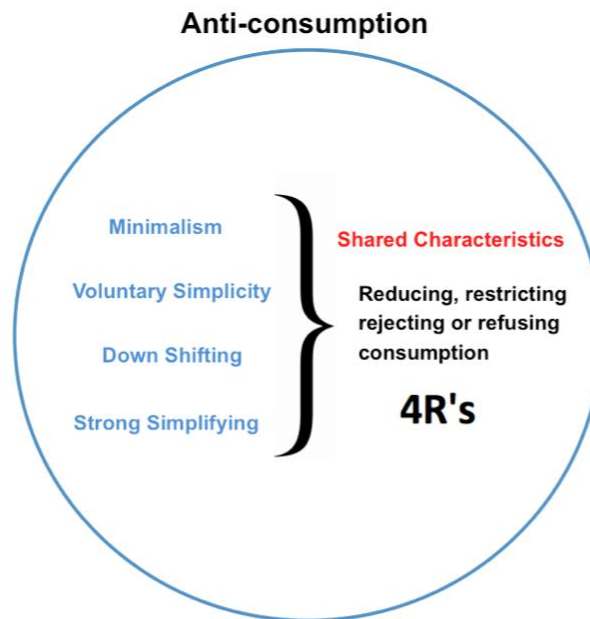 Anti-consumption
Minimalism
Voluntary Simplicity
Down Shifting
Strong Simplifying
Shared Characteristics
Reducing, restricting
rejecting or refusing
consumption
4R's